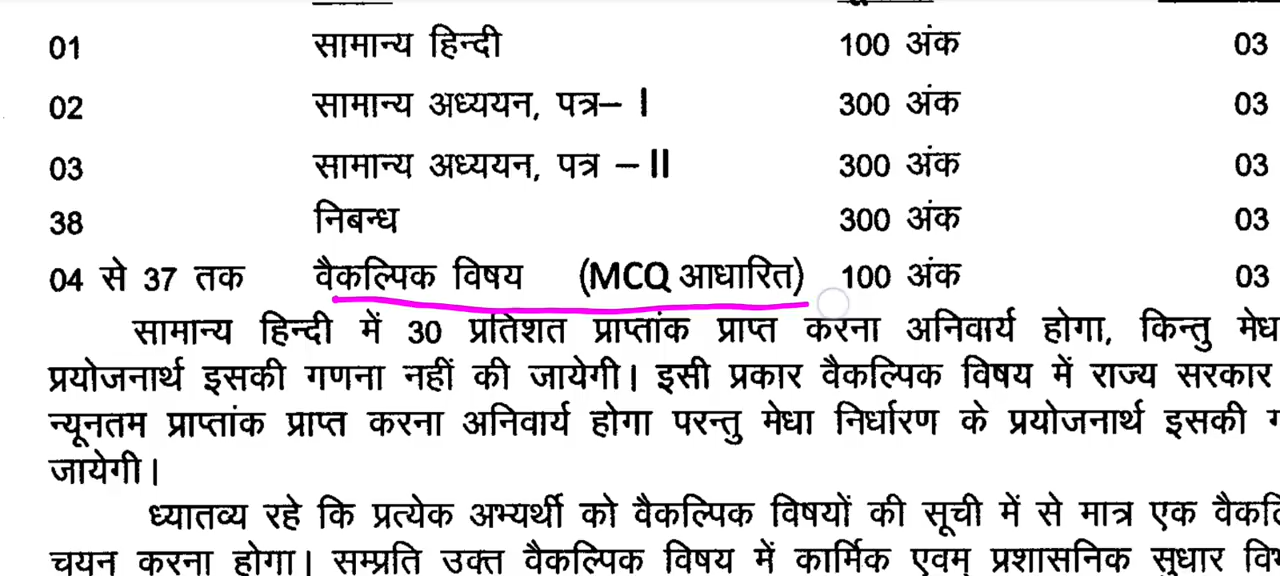 01 सामान्य हिन्दी 100 अंक 03
02 सामान्य अध्ययन, पत्र– I 300 अंक 03
03 सामान्य अध्ययन, पत्र – II 300 अंक 03
38 निबन्ध 300 अंक 03
04 से 37 तक वैकल्पिक विषय (MCQ आधारित) 100 अंक 03
सामान्य हिन्दी में 30 प्रतिशत प्राप्तांक प्राप्त करना अनिवार्य होगा, किन्तु
प्रयोजनार्थ इसकी गणना नहीं की जायेगी। इसी प्रकार वैकल्पिक विषय में राज्य सरकार
न्यूनतम प्राप्तांक प्राप्त करना अनिवार्य होगा परन्तु मेधा निर्धारण के प्रयोजनार्थ इसकी
जायेगी।
ध्यातव्य रहे कि प्रत्येक अभ्यर्थी को वैकल्पिक विषयों की सूची में से मात्र एक
चयन करना होगा। सम्प्रति उक्त वैकल्पिक विषय में कार्मिक एवम् प्रशासनिक सुधार